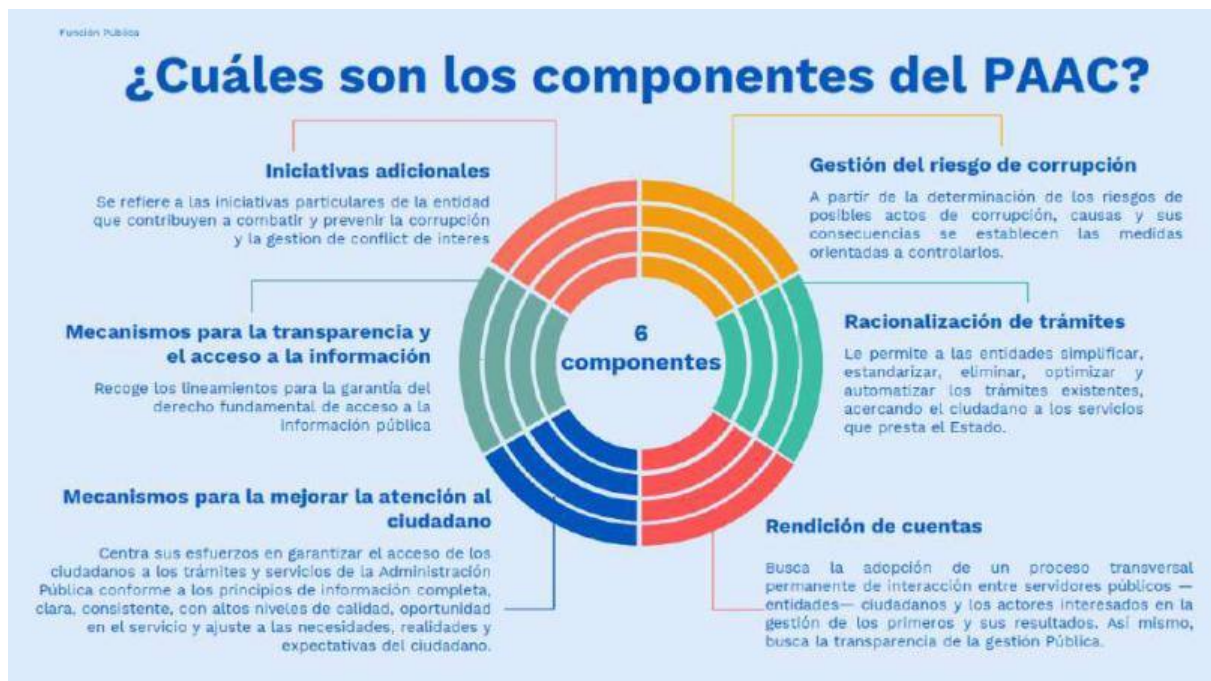 Función Pública
¿Cuáles son los componentes del PAAC?
Iniciativas adicionales
Se refiere a las iniciativas particulares de la entidad
que contribuyen a combatir y prevenir la corrupción
y la gestion de conflict de interes
Mecanismos para la transparencia y
el acceso a la información
Recoge los lineamientos para la garantía del
derecho fundamental de acceso a la
información pública
Mecanismos para la mejorar la atención al
ciudadano
Centra sus esfuerzos en garantizar el acceso de los
ciudadanos a los trámites y servicios de la Administración
Pública conforme a los principios de información completa,
clara, consistente, con altos niveles de calidad, oportunidad
en el servicio y ajuste a las necesidades, realidades y
expectativas del ciudadano.
6
componentes
Gestión del riesgo de corrupción
A partir de la determinación de los riesgos de
posibles actos de corrupción, causas y sus
consecuencias se establecen las medidas
orientadas a controlarlos.
Racionalización de trámites
Le permite a las entidades simplificar,
estandarizar, eliminar, optimizar y
automatizar los trámites existentes,
acercando el ciudadano a los servicios
que presta el Estado.
Rendición de cuentas
Busca la adopción de un proceso transversal
permanente de interacción entre servidores públicos —
entidades— ciudadanos y los actores interesados en la
gestión de los primeros y sus resultados. Así mismo,
busca la transparencia de la gestión Pública.